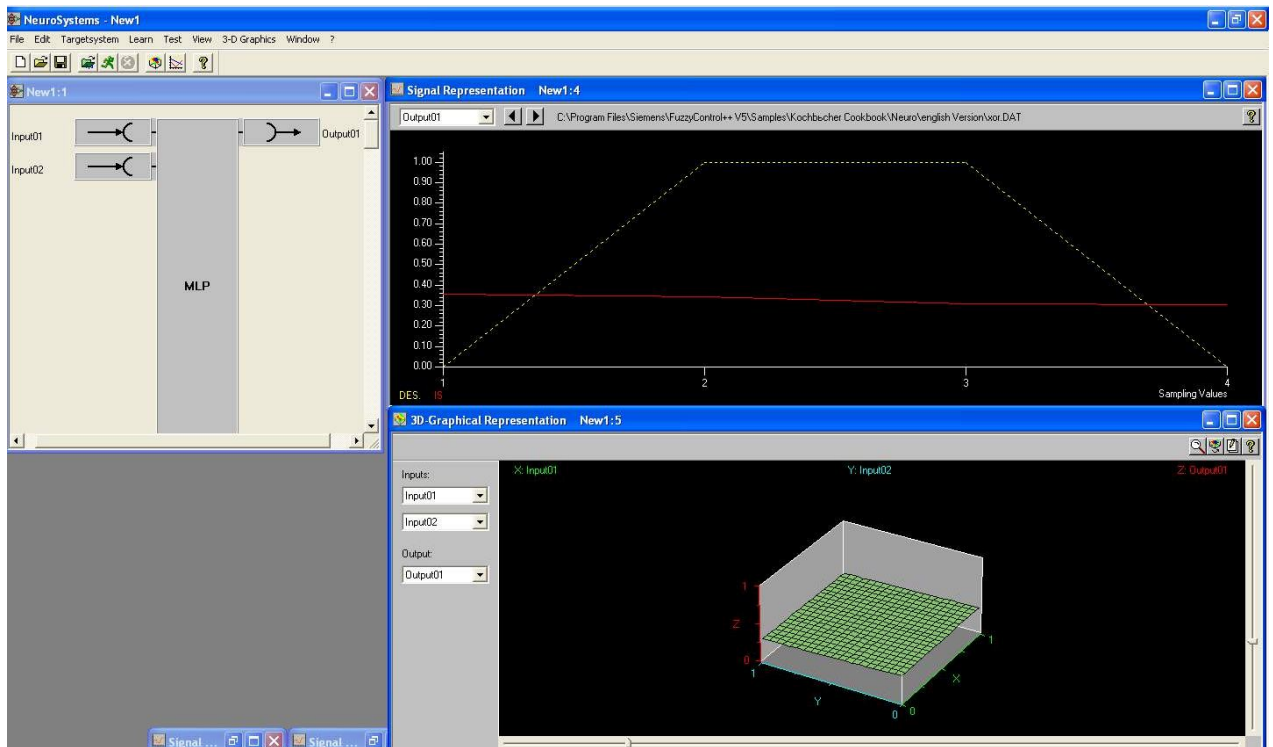 NeuroSystems - New1
File Edit Targetsystem Learn Test View 3-D Graphics Window ?
New1:1
Input01
Output01
Input02
MLP
Signal Representation New1:4
Output01
C:\Program Files\Siemens\FuzzyControl++ V5\Samples\Kochbьcher Cookbook\Neuro\english Version\xor.DAT
1.00
0.90
0.80
0.70
0.60
0.50
0.40
0.30
0.20
0.10
0.00
1 2 3 4
DES. IS Sampling Values
3D-Graphical Representation New1:5
Inputs:
Input01
Input02
Output:
Output01
X: Input01 Y: Input02 Z: Output01
1
Z
0
1
Y
0 0
X
1
Signal ... Signal ...